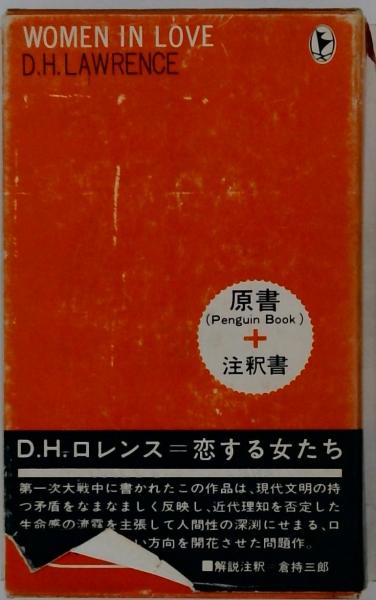 WOMEN IN LOVE
D.H.LAWRENCE
原書
(Penguin Book)
+
注釈書
D.H.ロレンス=恋する女たち
第一次大戦中に書かれたこの作品は、現代文明の持
つ矛盾をなまなましく反映し、近代理知を否定した
生命感の を主張して人間性の深渕にせまる、ロ
い方向を開花させた問題作。
■解説注釈=倉持三郎